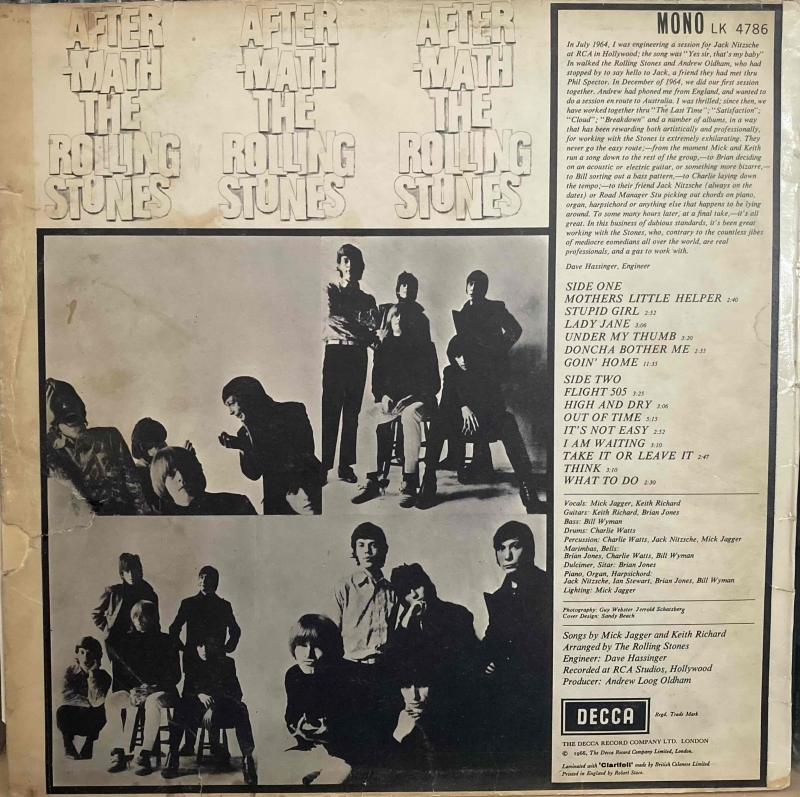 AFTER
-MATH
THE
ROLLING
STONES
AFTER
-MATH
THE
ROLLING
STONES
AFTER
-MATH
THE
ROLLING
STONES
MONO LK 4786
In July 1964, I was engineering a session for Jack Nitzsche
at RCA in Hollywood; the song was "Yes sir, that's my baby"
In walked the Rolling Stones and Andrew Oldham, who had
stopped by to say hello to Jack, a friend they had met thru
Phil Spector. In December of 1964, we did our first session
together. Andrew had phoned me from England, and wanted to
do a session en route to Australia. I was thrilled; since then, we
have worked together thru "The Last Time"; "Satisfaction";
"Cloud"; "Breakdown" and a number of albums, in a way
that has been rewarding both artistically and professionally,
for working with the Stones is extremely exhilarating. They
never go the easy route;—from the moment Mick and Keith
run a song down to the rest of the group,—to Brian deciding
on an acoustic or electric guitar, or something more bizarre,—
to Bill sorting out a bass pattern,—to Charlie laying down
the tempo;—to their friend Jack Nitzsche (always on the
dates) or Road Manager Stu picking out chords on piano,
organ, harpsichord or anything else that happens to be lying
around. To some many hours later, at a final take,—it's all
great. In this business of dubious standards, it's been great
working with the Stones, who, contrary to the countless jibes
of mediocre comedians all over the world, are real
professionals, and a gas to work with.
Dave Hassinger, Engineer
SIDE ONE
MOTHERS LITTLE HELPER 2:40
STUPID GIRL 2:52
LADY JANE 3:06
UNDER MY THUMB 3:20
DONCHA BOTHER ME 2:35
GOIN' HOME 11:35
SIDE TWO
FLIGHT 505 3:25
HIGH AND DRY 3:06
OUT OF TIME 5:15
IT'S NOT EASY 2:52
I AM WAITING 3:10
TAKE IT OR LEAVE IT 2:47
THINK 3:10
WHAT TO DO 2:30
Vocals: Mick Jagger, Keith Richard
Guitars: Keith Richard, Brian Jones
Bass: Bill Wyman
Drums: Charlie Watts
Percussion: Charlie Watts, Jack Nitzsche, Mick Jagger
Marimbas, Bells:
Brian Jones, Charlie Watts, Bill Wyman
Dulcimer, Sitar: Brian Jones
Piano, Organ, Harpsichord:
Jack Nitzsche, Ian Stewart, Brian Jones, Bill Wyman
Lighting: Mick Jagger
Photography: Guy Webster Jerrold Schatzberg
Cover Design: Sandy Beach
Songs by Mick Jagger and Keith Richard
Arranged by The Rolling Stones
Engineer: Dave Hassinger
Recorded at RCA Studios, Hollywood
Producer: Andrew Loog Oldham
DECCA Regd. Trade Mark
THE DECCA RECORD COMPANY LTD. LONDON
© 1966, The Decca Record Company Limited, London.
Laminated with 'Clarifoil' made by British Celanese Limited
Printed in England by Robert Stace.